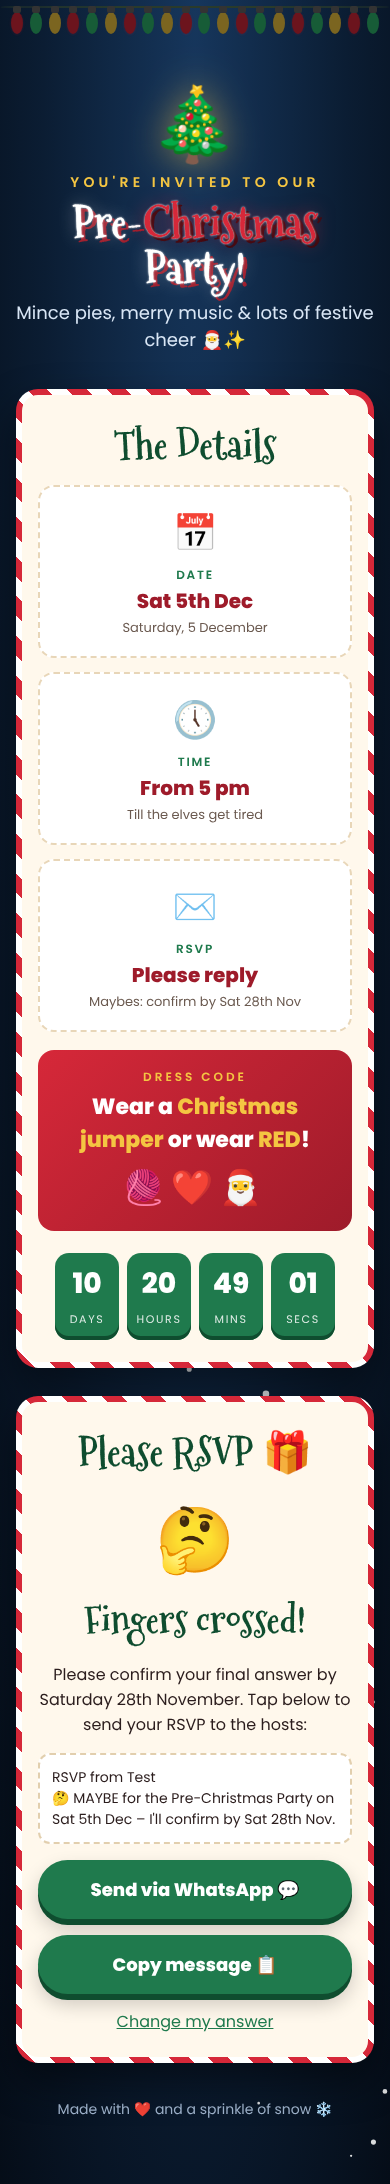 YOU'RE INVITED TO OUR
Pre-Christmas
Party!
Mince pies, merry music & lots of festive
cheer 🎅✨
The Details
July
17
DATE
Sat 5th Dec
Saturday, 5 December
TIME
From 5 pm
Till the elves get tired
RSVP
Please reply
Maybes: confirm by Sat 28th Nov
DRESS CODE
Wear a Christmas
jumper or wear RED!
10 20 49 01
DAYS HOURS MINS SECS
Please RSVP 🎁
Fingers crossed!
Please confirm your final answer by
Saturday 28th November. Tap below to
send your RSVP to the hosts:
RSVP from Test
🤔 MAYBE for the Pre-Christmas Party on
Sat 5th Dec – I'll confirm by Sat 28th Nov.
Send via WhatsApp 💬
Copy message 📋
Change my answer
Made with ❤️ and a sprinkle of snow ❄️